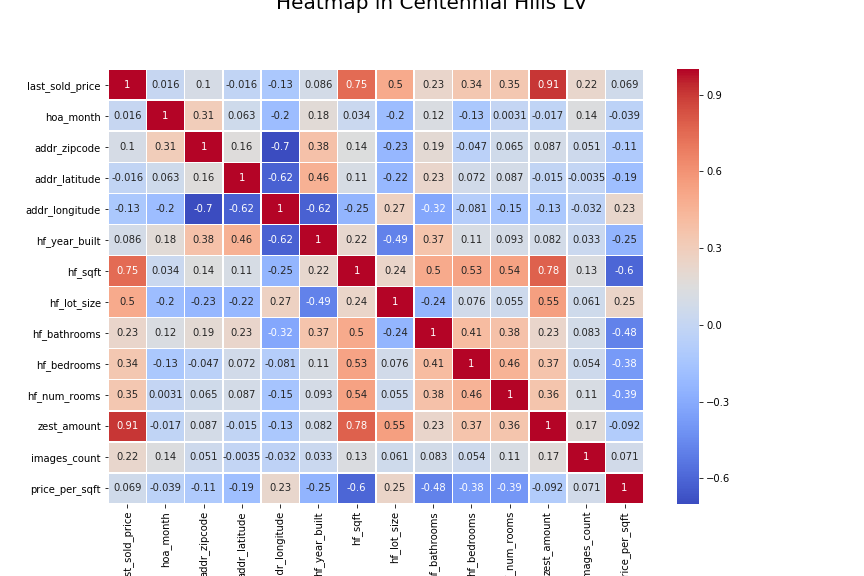 Heatmap in Centennial Hills LV
last_sold_price 1 0.016 0.1 -0.016 -0.13 0.086 0.75 0.5 0.23 0.34 0.35 0.91 0.22 0.069
hoa_month 0.016 1 0.31 0.063 -0.2 0.18 0.034 -0.2 0.12 -0.13 0.0031 -0.017 0.14 -0.039
addr_zipcode 0.1 0.31 1 0.16 -0.7 0.38 0.14 -0.23 0.19 -0.047 0.065 0.087 0.051 -0.11
addr_latitude -0.016 0.063 0.16 1 -0.62 0.46 0.11 -0.22 0.23 0.072 0.087 -0.015 -0.0035 -0.19
addr_longitude -0.13 -0.2 -0.7 -0.62 1 -0.62 -0.25 0.27 -0.32 -0.081 -0.15 -0.13 -0.032 0.23
hf_year_built 0.086 0.18 0.38 0.46 -0.62 1 0.22 -0.49 0.37 0.11 0.093 0.082 0.033 -0.25
hf_sqft 0.75 0.034 0.14 0.11 -0.25 0.22 1 0.24 0.5 0.53 0.54 0.78 0.13 -0.6
hf_lot_size 0.5 -0.2 -0.23 -0.22 0.27 -0.49 0.24 1 -0.24 0.076 0.055 0.55 0.061 0.25
hf_bathrooms 0.23 0.12 0.19 0.23 -0.32 0.37 0.5 -0.24 1 0.41 0.38 0.23 0.083 -0.48
hf_bedrooms 0.34 -0.13 -0.047 0.072 -0.081 0.11 0.53 0.076 0.41 1 0.46 0.37 0.054 -0.38
hf_num_rooms 0.35 0.0031 0.065 0.087 -0.15 0.093 0.54 0.055 0.38 0.46 1 0.36 0.11 -0.39
zest_amount 0.91 -0.017 0.087 -0.015 -0.13 0.082 0.78 0.55 0.23 0.37 0.36 1 0.17 -0.092
images_count 0.22 0.14 0.051 -0.0035 -0.032 0.033 0.13 0.061 0.083 0.054 0.11 0.17 1 0.071
price_per_sqft 0.069 -0.039 -0.11 -0.19 0.23 -0.25 -0.6 0.25 -0.48 -0.38 -0.39 -0.092 0.071 1
st_sold_price
hoa_month
addr_zipcode
addr_latitude
dr_longitude
hf_year_built
hf_sqft
hf_lot_size
f_bathrooms
hf_bedrooms
_num_rooms
zest_amount
mages_count
rice_per_sqft
0.9
0.6
0.3
0.0
−0.3
−0.6